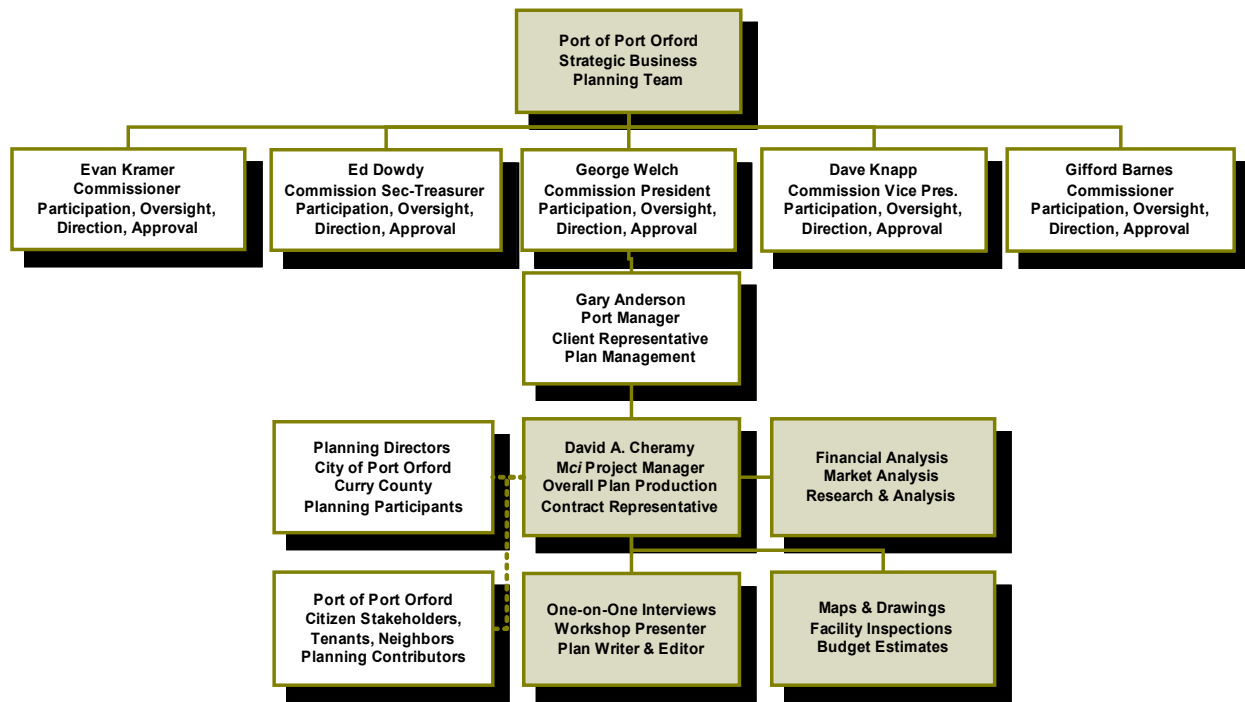 Port of Port Orford
Strategic Business
Planning Team
Evan Kramer
Commissioner
Participation, Oversight,
Direction, Approval
Ed Dowdy
Commission Sec-Treasurer
Participation, Oversight,
Direction, Approval
George Welch
Commission President
Participation, Oversight,
Direction, Approval
Dave Knapp
Commission Vice Pres.
Participation, Oversight,
Direction, Approval
Gifford Barnes
Commissioner
Participation, Oversight,
Direction, Approval
Gary Anderson
Port Manager
Client Representative
Plan Management
Planning Directors
City of Port Orford
Curry County
Planning Participants
David A. Cheramy
Mci Project Manager
Overall Plan Production
Contract Representative
Financial Analysis
Market Analysis
Research & Analysis
Port of Port Orford
Citizen Stakeholders,
Tenants, Neighbors
Planning Contributors
One-on-One Interviews
Workshop Presenter
Plan Writer & Editor
Maps & Drawings
Facility Inspections
Budget Estimates